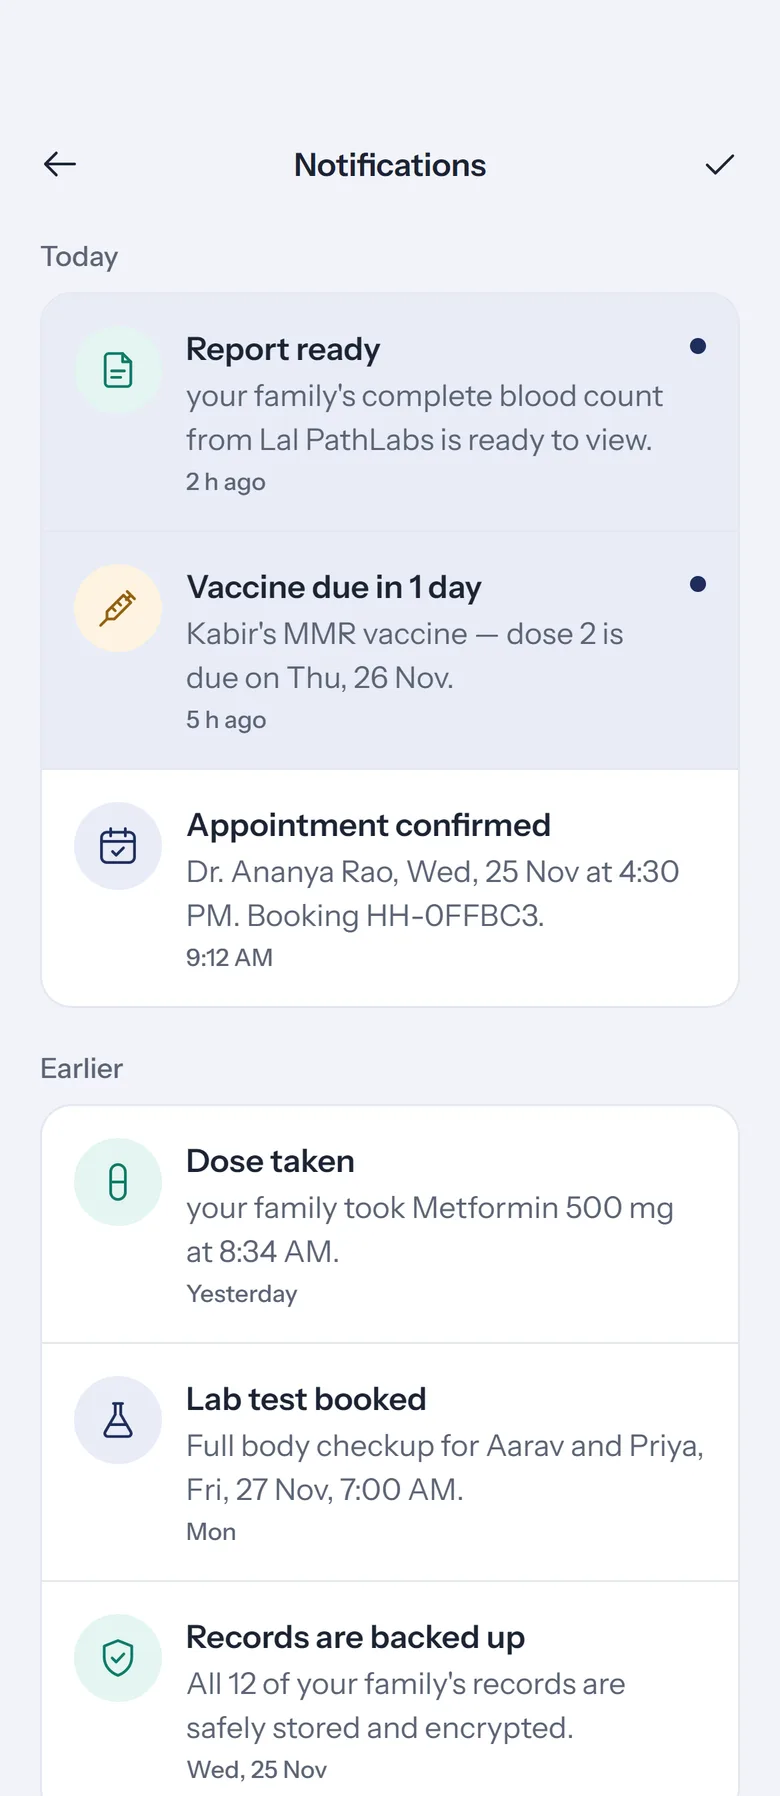 Notifications
Today
Report ready
your family's complete blood count
from Lal PathLabs is ready to view.
2 h ago
Vaccine due in 1 day
Kabir's MMR vaccine — dose 2 is
due on Thu, 26 Nov.
5 h ago
Appointment confirmed
Dr. Ananya Rao, Wed, 25 Nov at 4:30
PM. Booking HH-0FFBC3.
9:12 AM
Earlier
Dose taken
your family took Metformin 500 mg
at 8:34 AM.
Yesterday
Lab test booked
Full body checkup for Aarav and Priya,
Fri, 27 Nov, 7:00 AM.
Mon
Records are backed up
All 12 of your family's records are
safely stored and encrypted.
Wed, 25 Nov